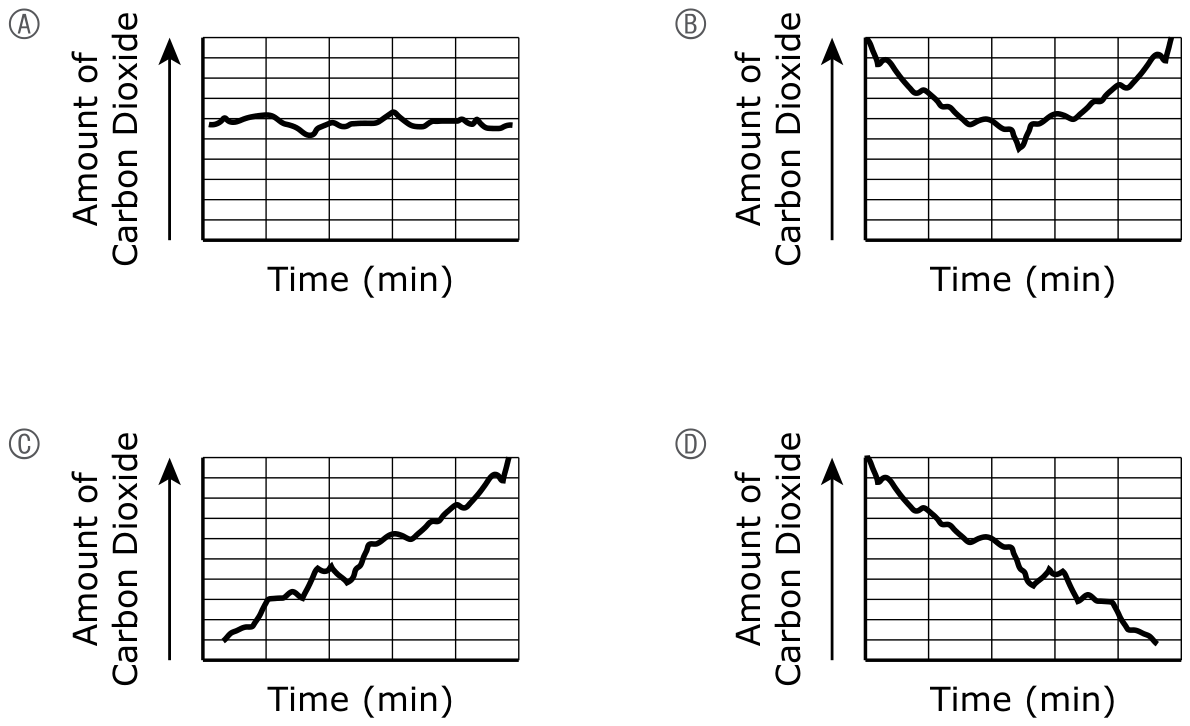 Ⓐ
Amount of
Carbon Dioxide
Time (min)
Ⓑ
Amount of
Carbon Dioxide
Time (min)
Ⓒ
Amount of
Carbon Dioxide
Time (min)
Ⓓ
Amount of
Carbon Dioxide
Time (min)